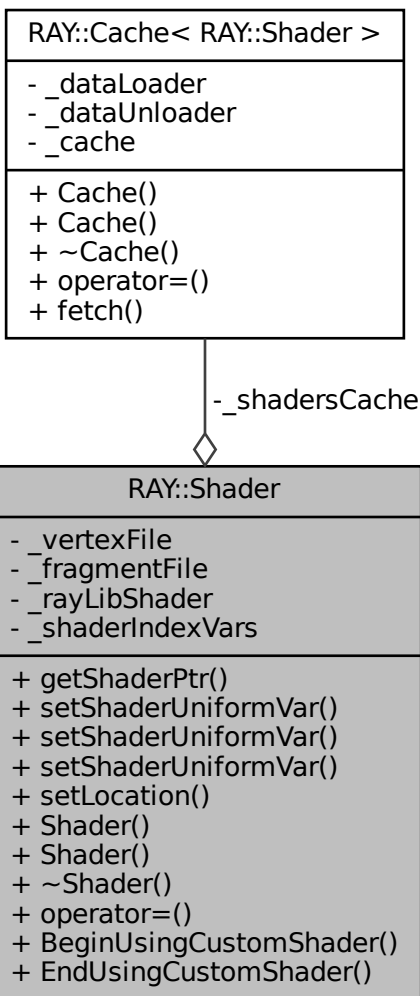 RAY::Cache< RAY::Shader >
- _dataLoader
- _dataUnloader
- _cache
+ Cache()
+ Cache()
+ ~Cache()
+ operator=()
+ fetch()
-_shadersCache
RAY::Shader
- _vertexFile
- _fragmentFile
- _rayLibShader
- _shaderIndexVars
+ getShaderPtr()
+ setShaderUniformVar()
+ setShaderUniformVar()
+ setShaderUniformVar()
+ setLocation()
+ Shader()
+ Shader()
+ ~Shader()
+ operator=()
+ BeginUsingCustomShader()
+ EndUsingCustomShader()